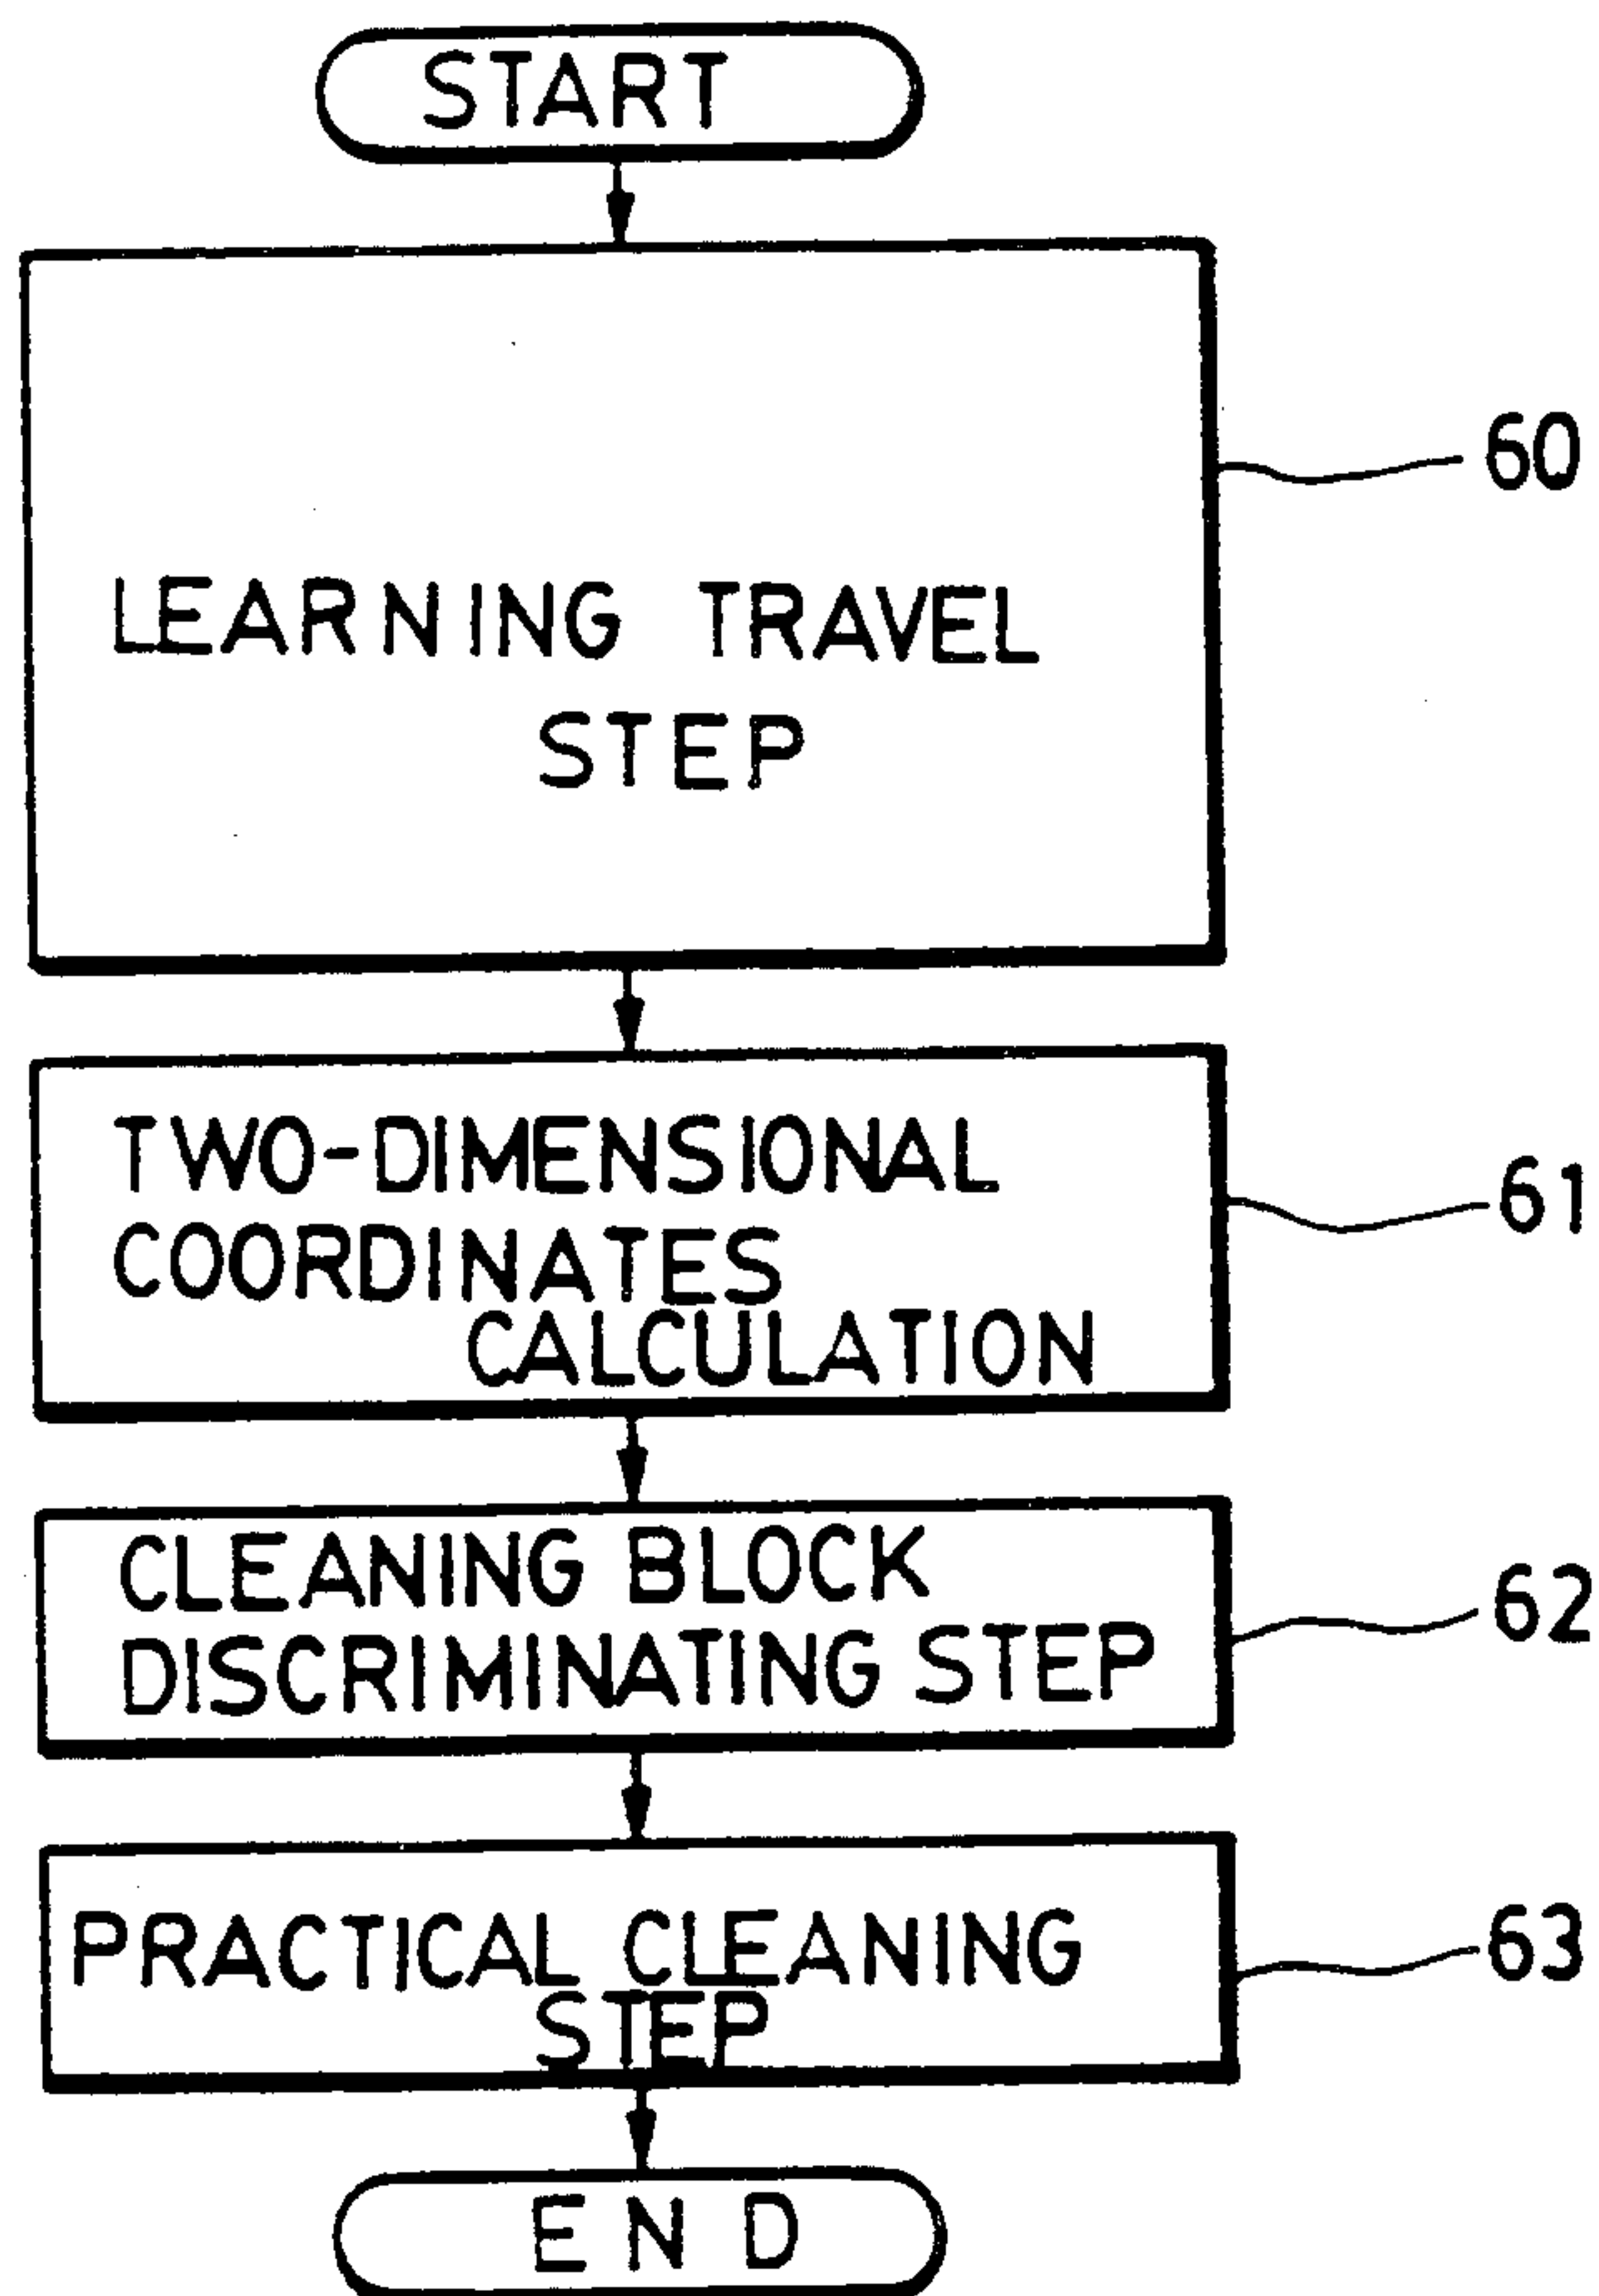 START
60
LEARNING TRAVEL
STEP
TWO-DIMENSIONAL
61
COORDINATES
CALCULATION
CLEANING BLOCK
62
DISCRIMINATING STEP
PRACTICAL CLEANING
63
STEP
END